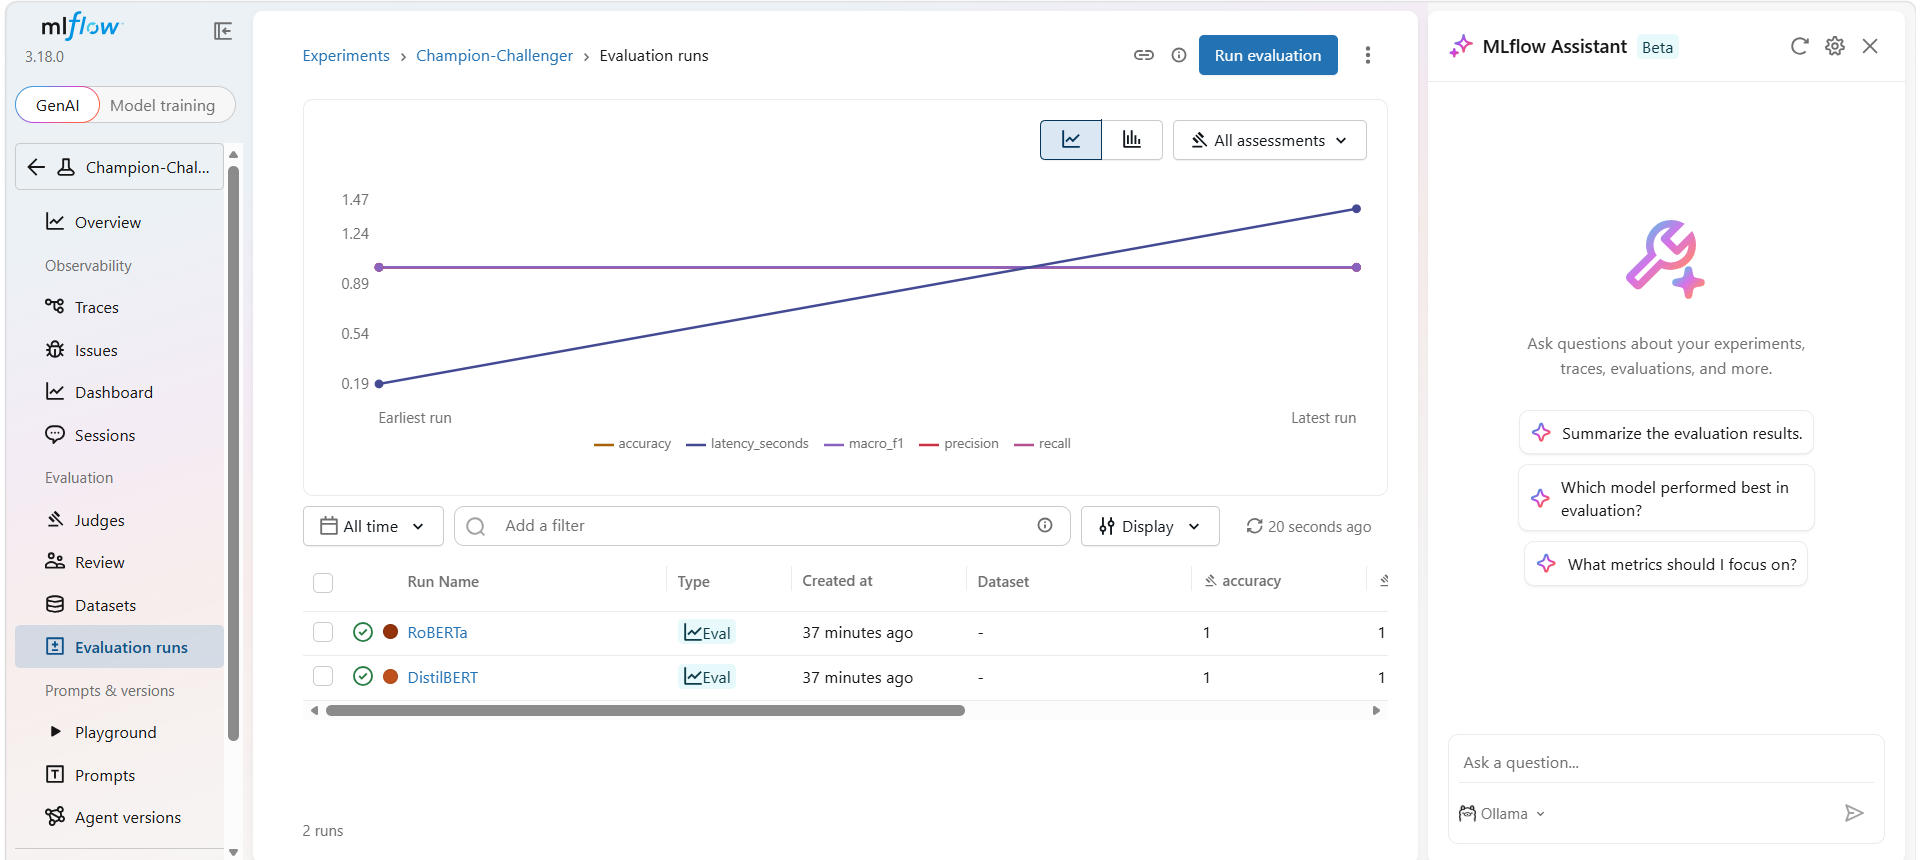 mlflow
3.18.0
GenAI
Model training
Champion-Chal...
Overview
Observability
Traces
Issues
Dashboard
Sessions
Evaluation
Judges
Review
Datasets
Evaluation runs
Prompts & versions
Playground
Prompts
Agent versions
Experiments > Champion-Challenger > Evaluation runs
Run evaluation
All assessments
1.47
1.24
0.89
0.54
0.19
Earliest run
Latest run
accuracy latency_seconds macro_f1 precision recall
All time
Add a filter
Display
20 seconds ago
Run Name Type Created at Dataset accuracy
RoBERTa Eval 37 minutes ago - 1 1
DistilBERT Eval 37 minutes ago - 1 1
2 runs
MLflow Assistant Beta
Ask questions about your experiments,
traces, evaluations, and more.
Summarize the evaluation results.
Which model performed best in
evaluation?
What metrics should I focus on?
Ask a question...
Ollama